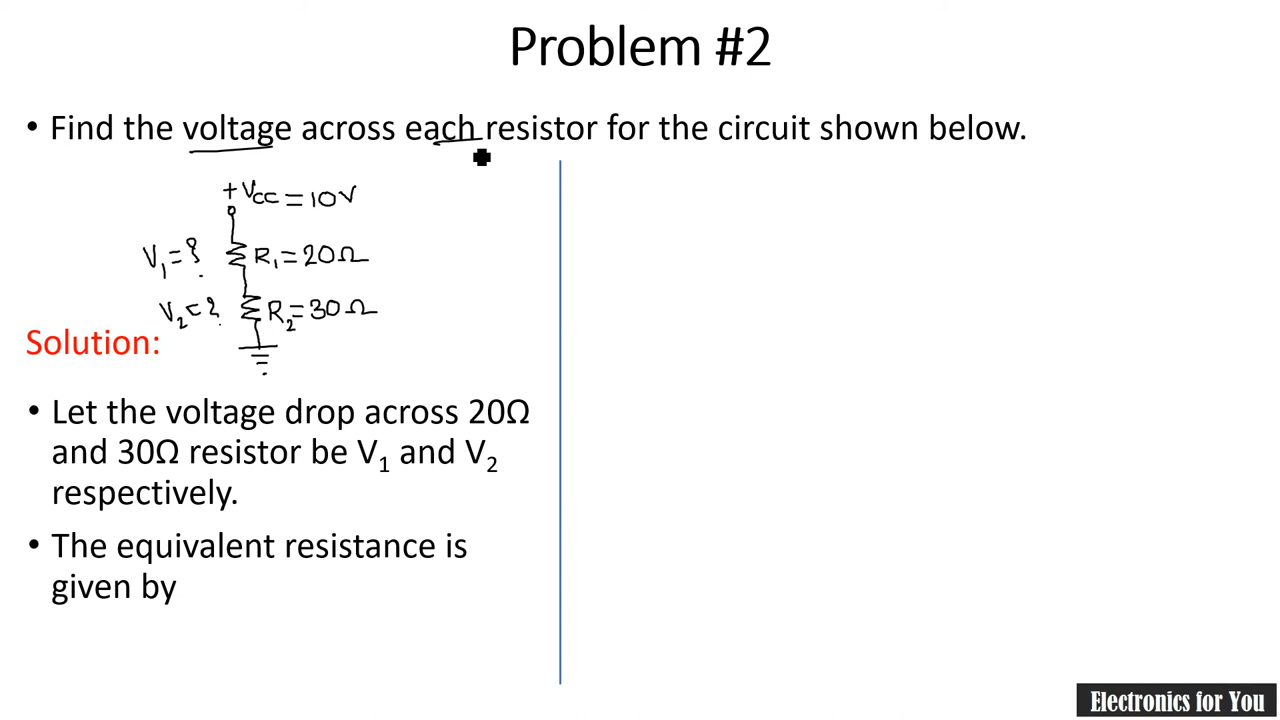 Problem #2
• Find the voltage across each resistor for the circuit shown below.
+V_CC = 10V
V₁ = ? R₁ = 20Ω
V₂ = ? R₂ = 30Ω
Solution:
• Let the voltage drop across 20Ω
and 30Ω resistor be V₁ and V₂
respectively.
• The equivalent resistance is
given by
Electronics for You